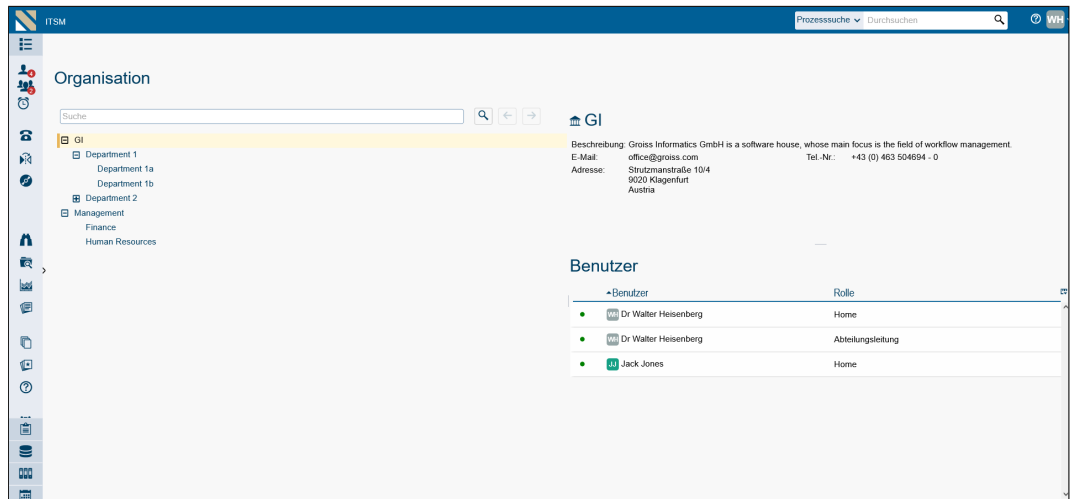 ITSM
Prozesssuche
Durchsuchen
WH
4
2
Organisation
Suche
GI
Department 1
Department 1a
Department 1b
Department 2
Management
Finance
Human Resources
GI
Beschreibung: Groiss Informatics GmbH is a software house, whose main focus is the field of workflow management.
E-Mail: office@groiss.com Tel.-Nr.: +43 (0) 463 504694 - 0
Adresse: Strutzmanstraße 10/4
9020 Klagenfurt
Austria
Benutzer
Benutzer Rolle
WH Dr Walter Heisenberg Home
WH Dr Walter Heisenberg Abteilungsleitung
JJ Jack Jones Home